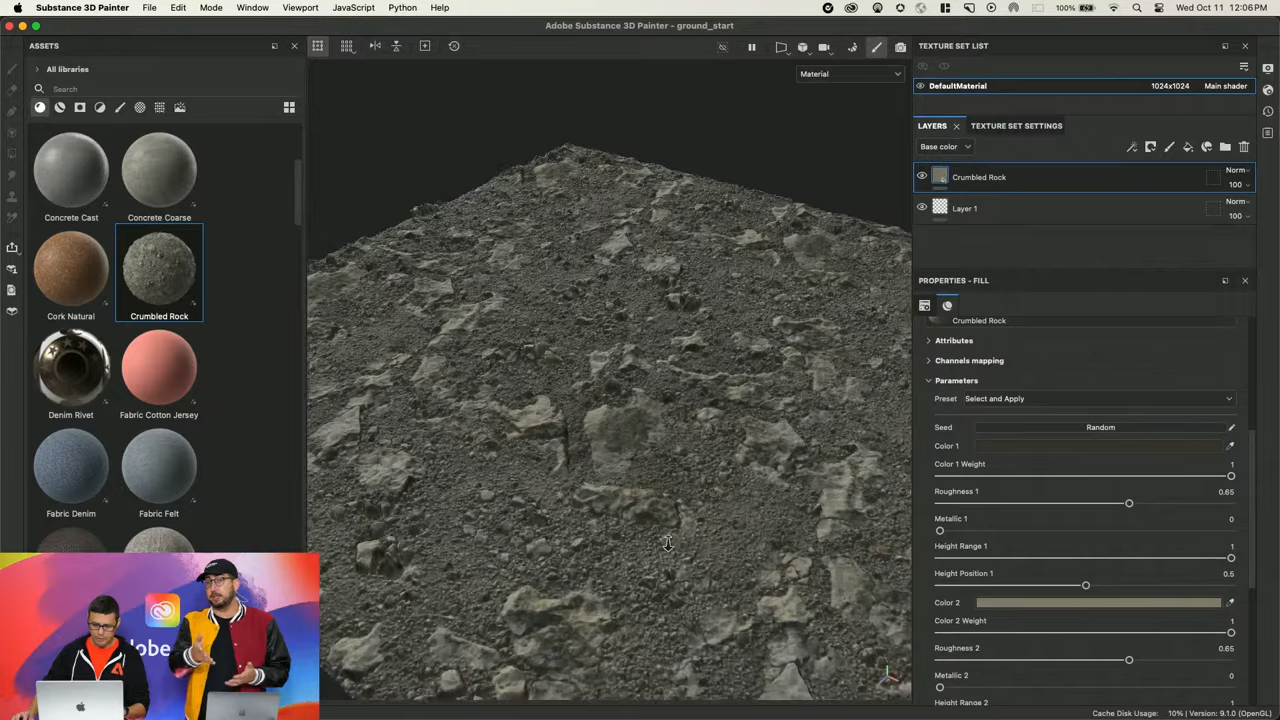 Substance 3D Painter File Edit Mode Window Viewport JavaScript Python Help 100% Wed Oct 11 12:06 PM
Adobe Substance 3D Painter - ground_start
ASSETS
All libraries
Search
Concrete Cast Concrete Coarse
Cork Natural Crumbled Rock
Denim Rivet Fabric Cotton Jersey
Fabric Denim Fabric Felt
Material
TEXTURE SET LIST
DefaultMaterial 1024x1024 Main shader
LAYERS TEXTURE SET SETTINGS
Base color
Crumbled Rock Norm
100
Layer 1 Norm
100
PROPERTIES - FILL
Crumbled Rock
Attributes
Channels mapping
Parameters
Preset Select and Apply
Seed Random
Color 1
Color 1 Weight 1
Roughness 1 0.65
Metallic 1 0
Height Range 1 1
Height Position 1 0.5
Color 2
Color 2 Weight 1
Roughness 2 0.65
Metallic 2 0
Height Range 2
Cache Disk Usage: 10% | Version: 9.1.0 (OpenGL)
dobe